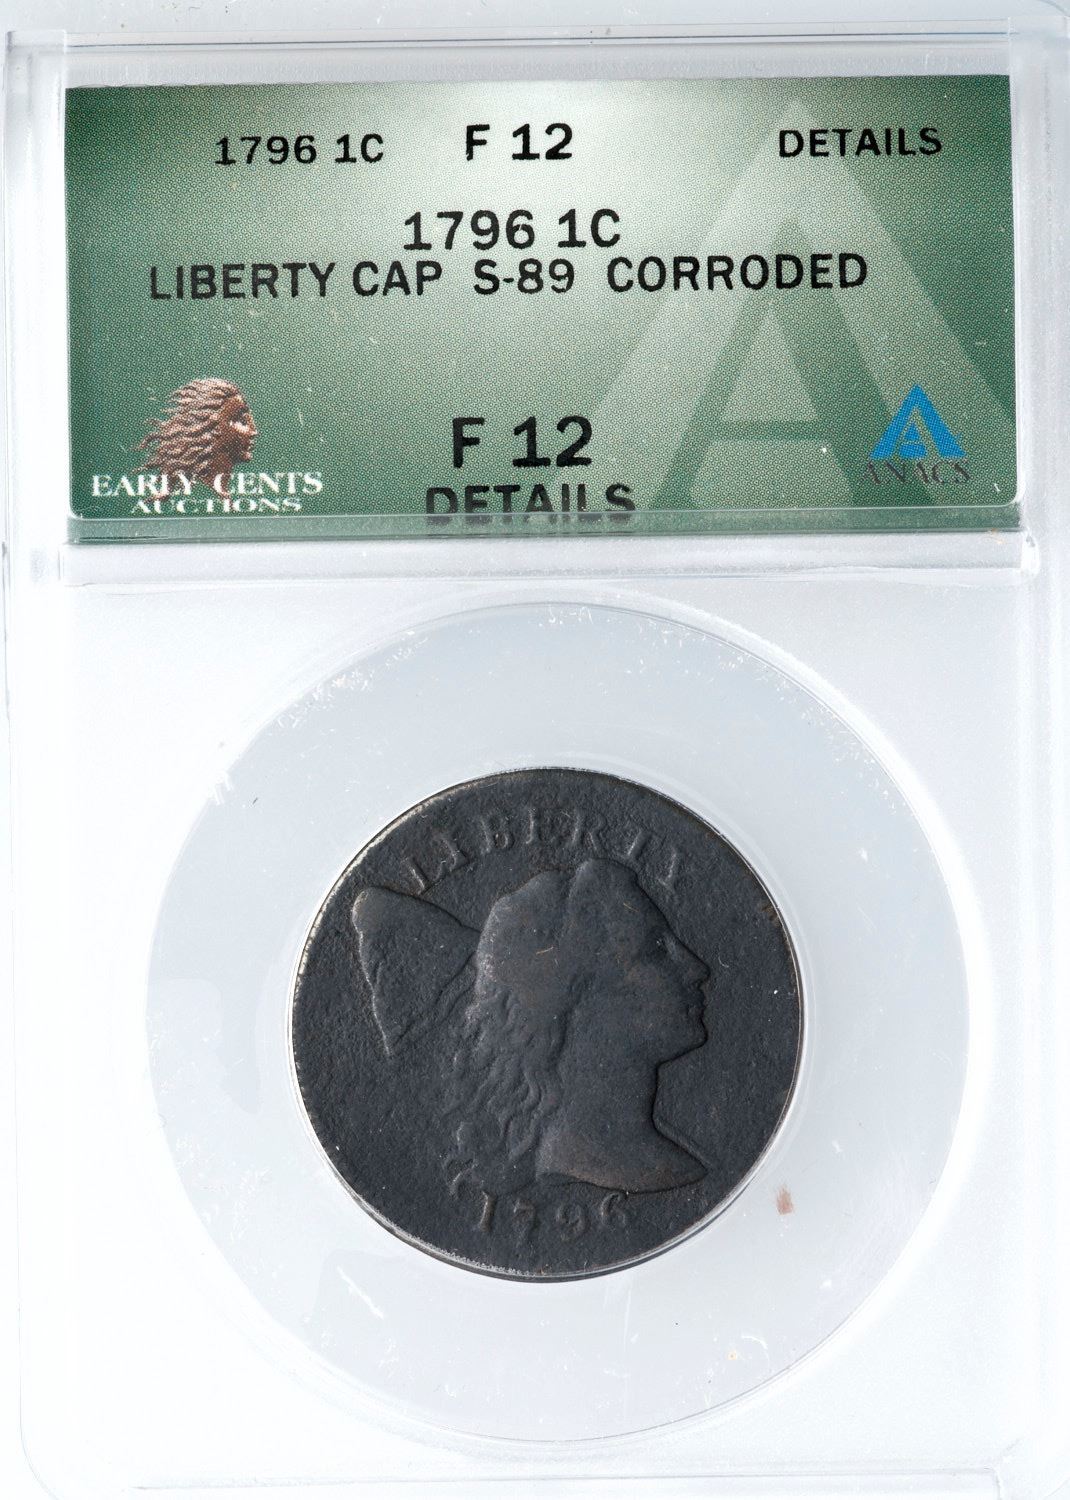 1796 1C F 12 DETAILS
1796 1C
LIBERTY CAP S-89 CORRODED
F 12
DETAILS
EARLY CENTS
AUCTIONS
ANACS
LIBERTY
1796